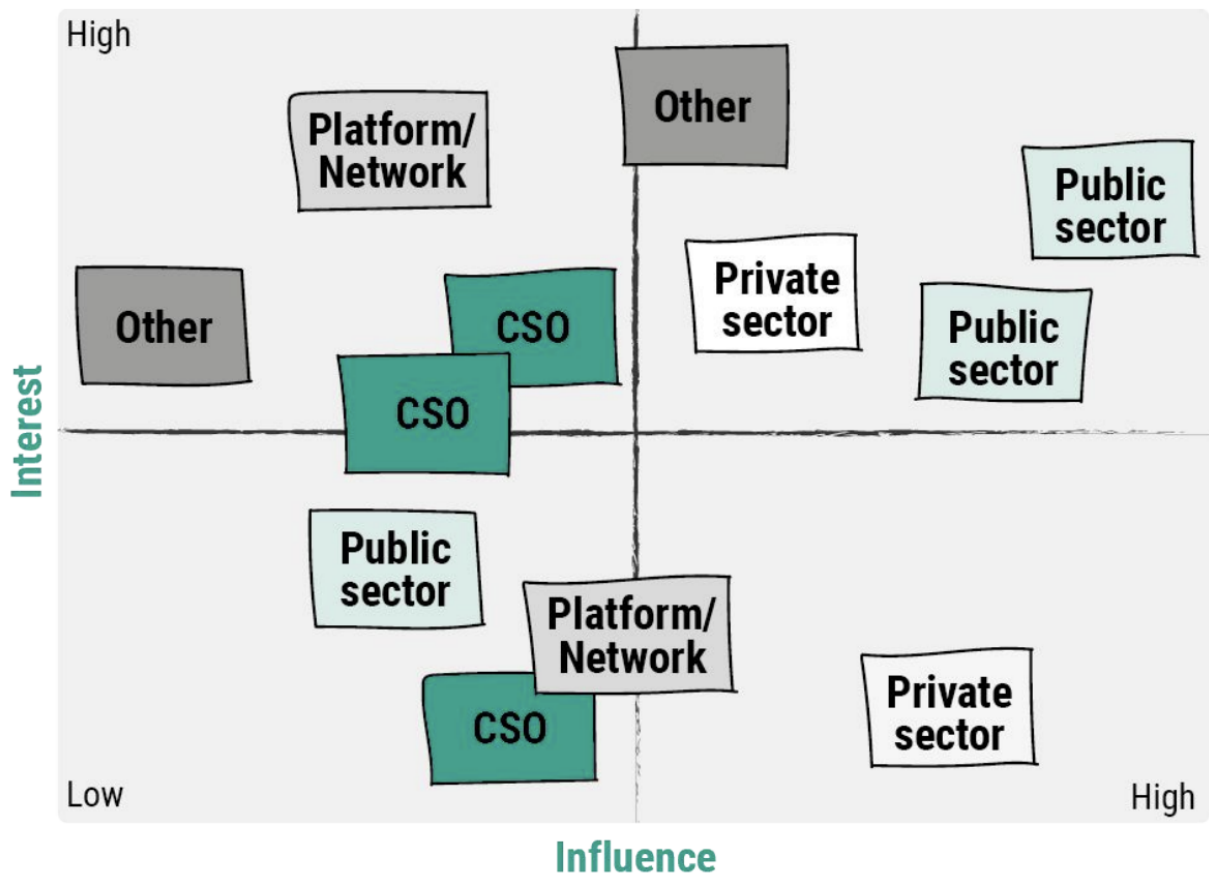 High
Other
Platform/
Network
Public
sector
Private
sector
Other
CSO
Public
sector
CSO
Interest
Public
sector
Platform/
Network
Private
sector
CSO
Low
High
Influence